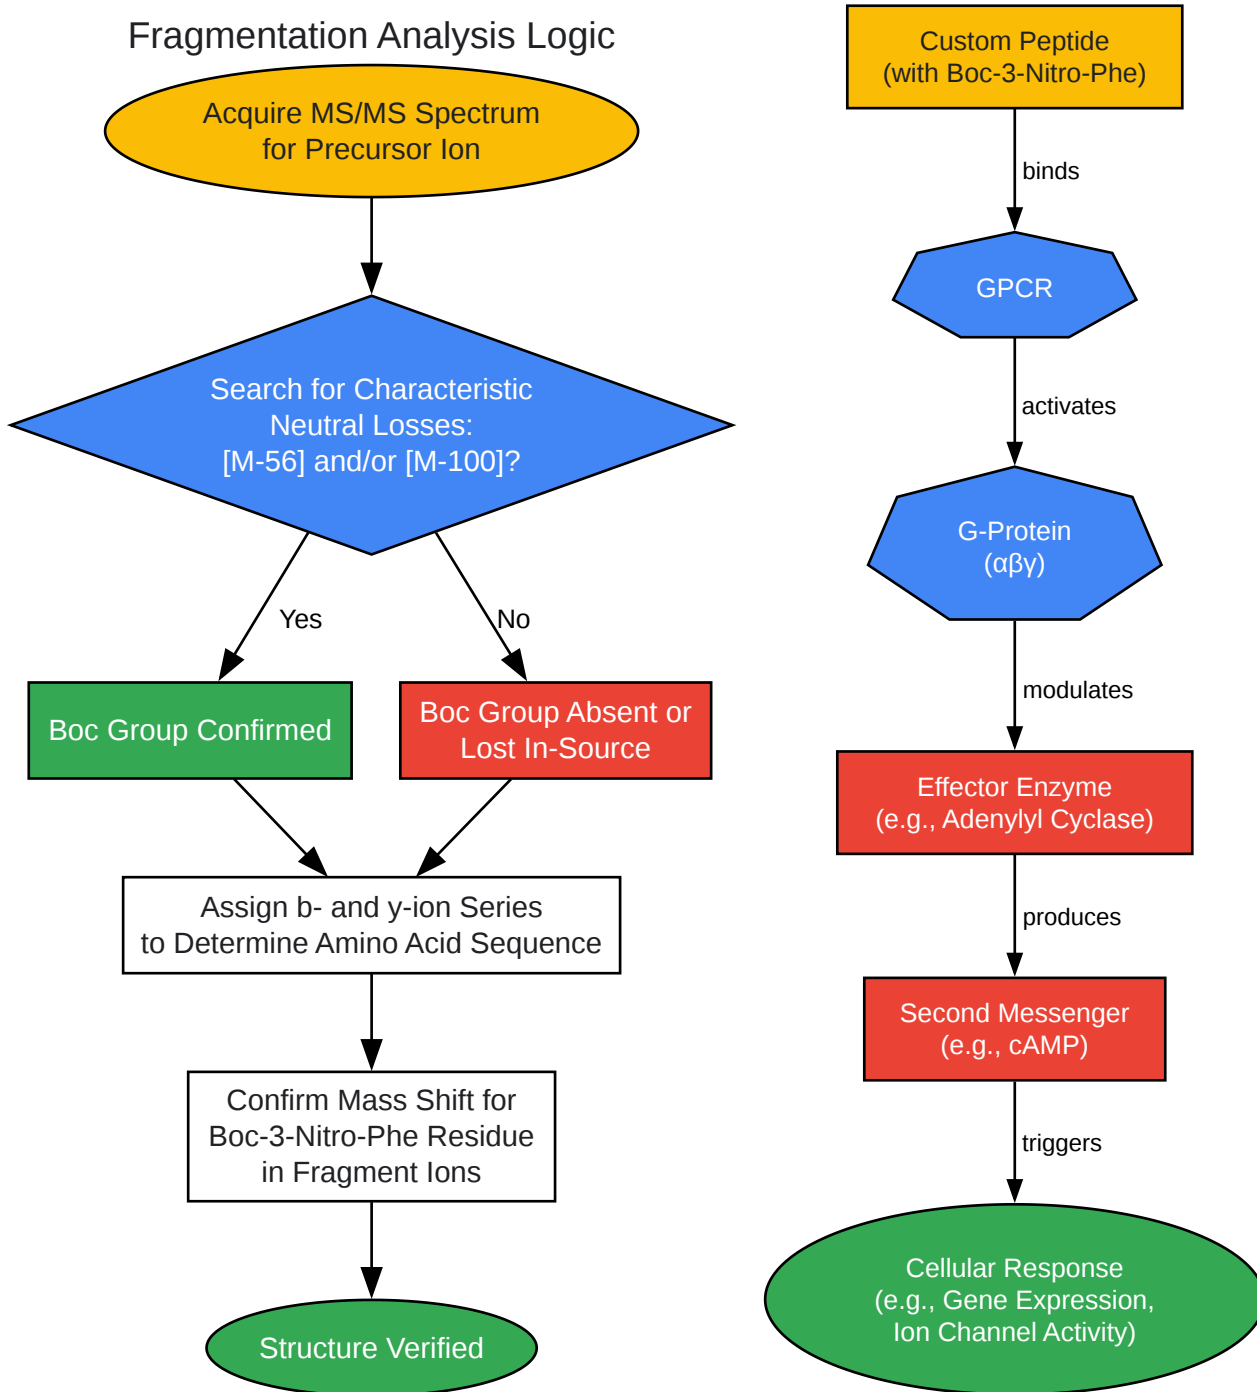 Fragmentation Analysis Logic
Acquire MS/MS Spectrum
for Precursor Ion
Search for Characteristic
Neutral Losses:
[M-56] and/or [M-100]?
Yes
No
Boc Group Confirmed
Boc Group Absent or
Lost In-Source
Assign b- and y-ion Series
to Determine Amino Acid Sequence
Confirm Mass Shift for
Boc-3-Nitro-Phe Residue
in Fragment Ions
Structure Verified
Custom Peptide
(with Boc-3-Nitro-Phe)
binds
GPCR
activates
G-Protein
(αβγ)
modulates
Effector Enzyme
(e.g., Adenylyl Cyclase)
produces
Second Messenger
(e.g., cAMP)
triggers
Cellular Response
(e.g., Gene Expression,
Ion Channel Activity)